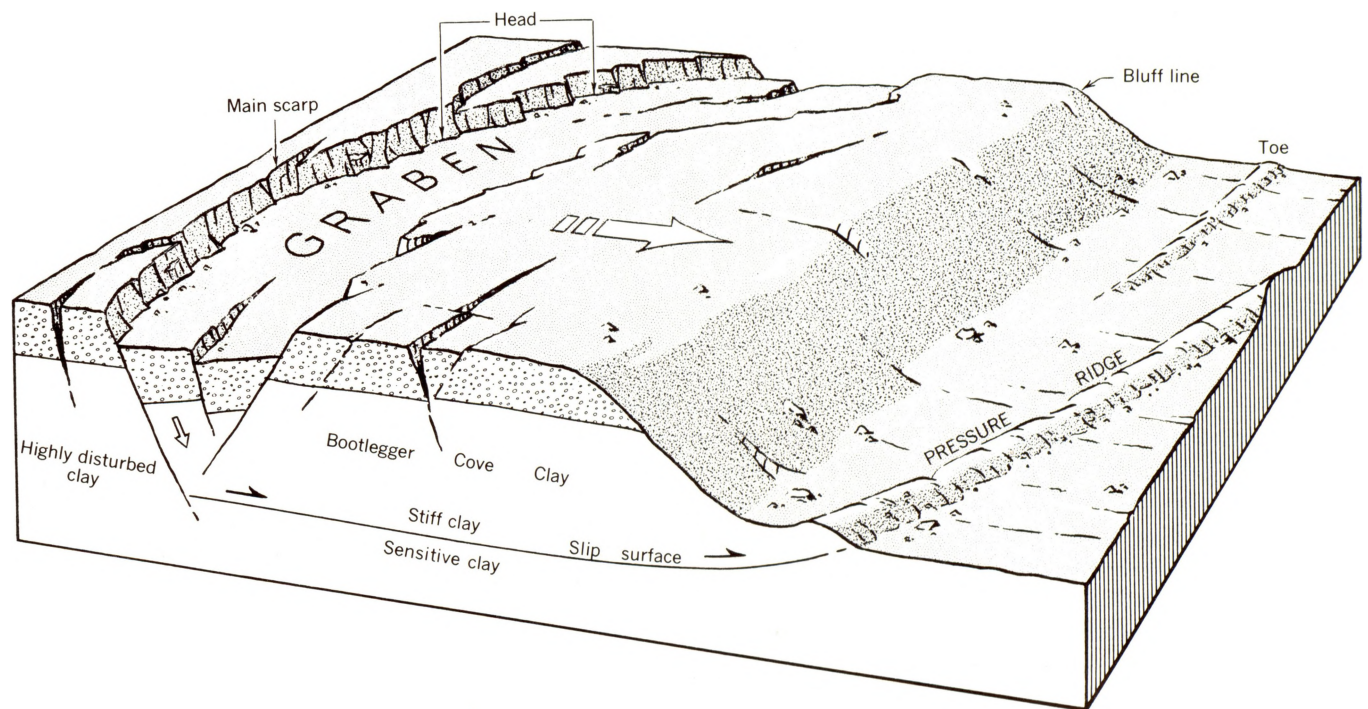 Head
Bluff line
Main scarp
Toe
GRABEN
PRESSURE RIDGE
Highly disturbed
clay
Bootlegger Cove Clay
Stiff clay
Sensitive clay
Slip surface